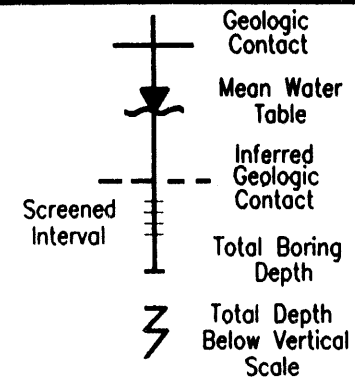 Geologic
Contact
Mean Water
Table
Inferred
Geologic
Contact
Screened
Interval
Total Boring
Depth
Total Depth
Below Vertical
Scale